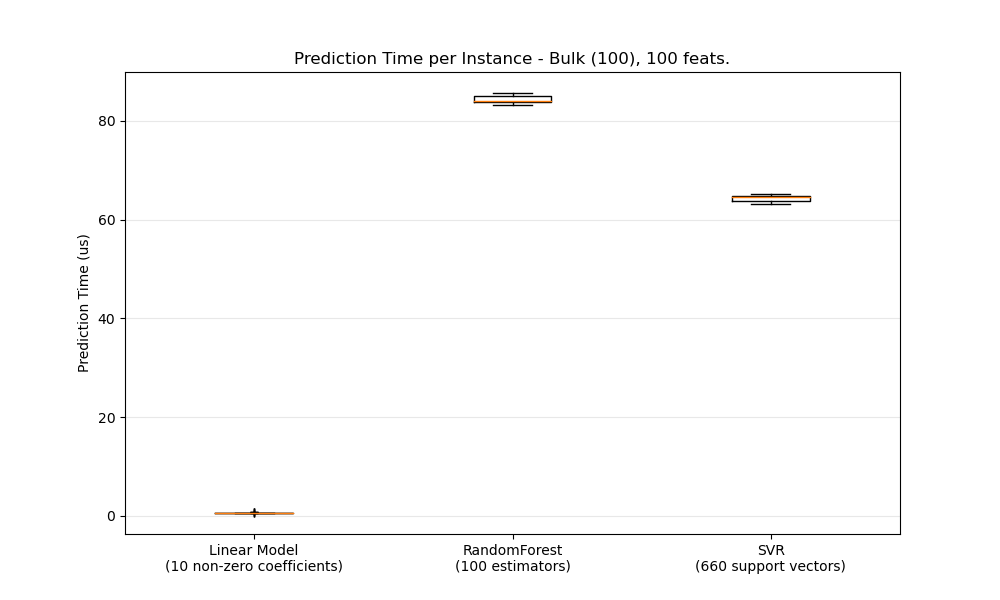 Prediction Time per Instance - Bulk (100), 100 feats.
Prediction Time (us)
80
60
40
20
0
Linear Model
(10 non-zero coefficients)
RandomForest
(100 estimators)
SVR
(660 support vectors)